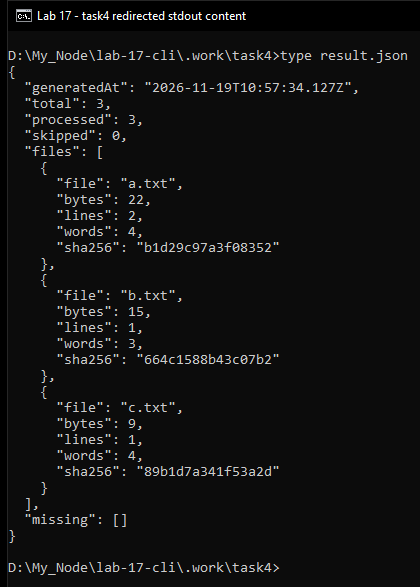 Lab 17 - task4 redirected stdout content
D:\My_Node\lab-17-cli\.work\task4>type result.json
{
  "generatedAt": "2026-11-19T10:57:34.127Z",
  "total": 3,
  "processed": 3,
  "skipped": 0,
  "files": [
    {
      "file": "a.txt",
      "bytes": 22,
      "lines": 2,
      "words": 4,
      "sha256": "b1d29c97a3f08352"
    },
    {
      "file": "b.txt",
      "bytes": 15,
      "lines": 1,
      "words": 3,
      "sha256": "664c1588b43c07b2"
    },
    {
      "file": "c.txt",
      "bytes": 9,
      "lines": 1,
      "words": 4,
      "sha256": "89b1d7a341f53a2d"
    }
  ],
  "missing": []
}
D:\My_Node\lab-17-cli\.work\task4>